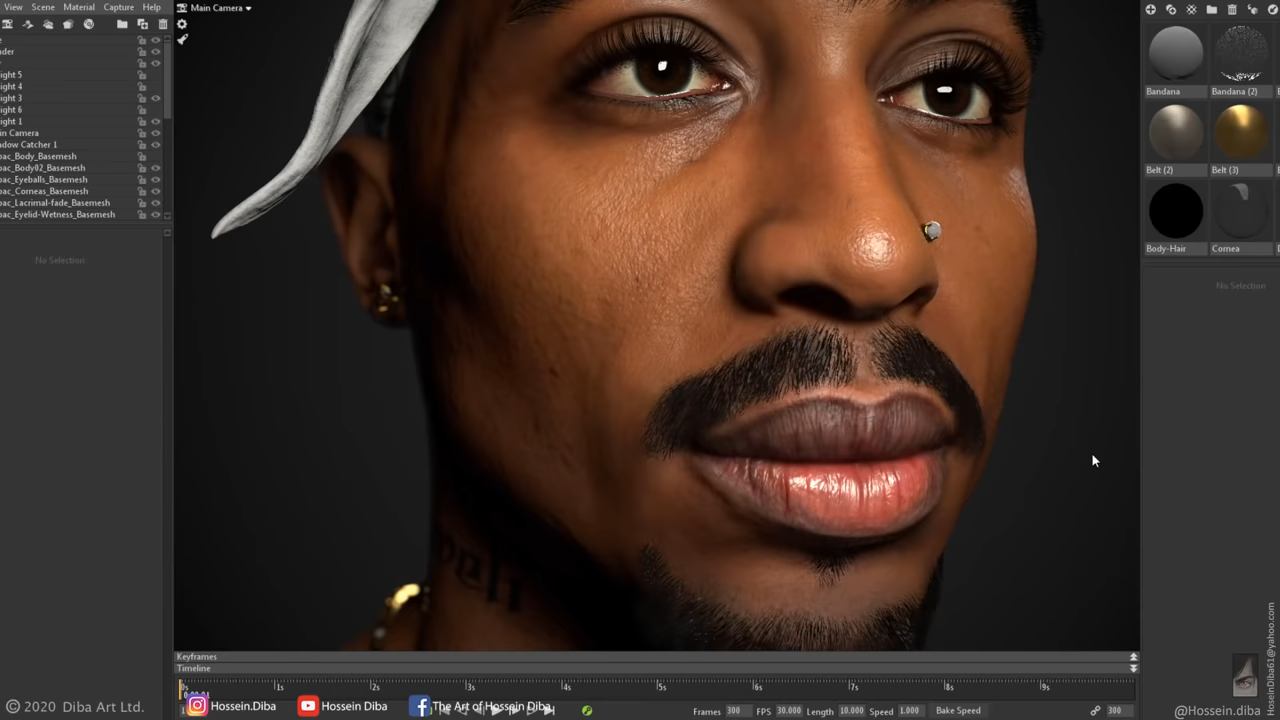 View Scene Material Capture Help
Main Camera
ight 5
ight 4
ight 3
ight 6
ight 1
in Camera
adow Catcher 1
pac_Body_Basemesh
pac_Body02_Basemesh
pac_Eyeballs_Basemesh
pac_Corneas_Basemesh
pac_Lacrimal-fade_Basemesh
pac_Eyelid-Wetness_Basemesh
No Selection
Bandana Bandana (2)
Belt (2) Belt (3)
Body-Hair Cornea
No Selection
Keyframes
Timeline
0s 1s 2s 3s 4s 5s 6s 7s 8s 9s
Hossein.Diba Hossein Diba The Art of Hossein Diba
Frames 300 FPS 30.000 Length 10.000 Speed 1.000 Bake Speed 300
© 2020 Diba Art Ltd.
@Hossein.diba
HosseinDiba61@yahoo.com